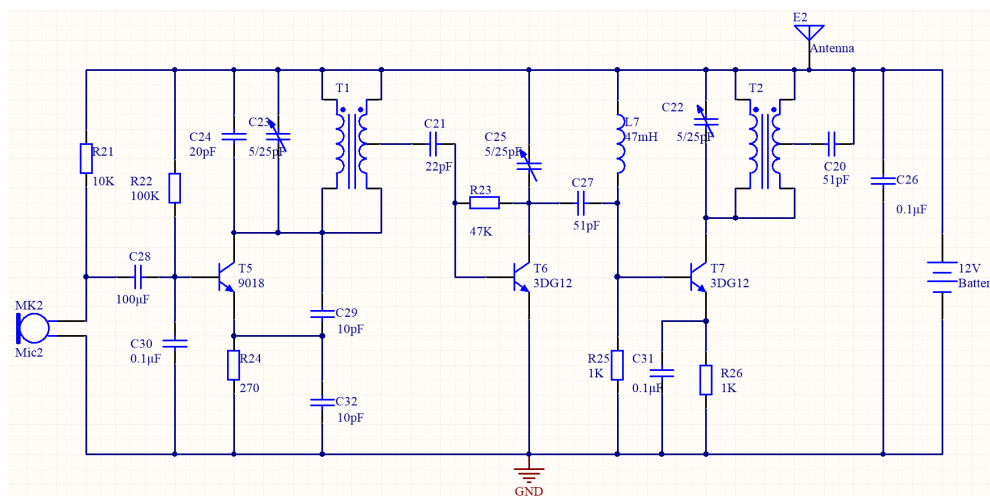 E2
Antenna
T1
T2
C24
20pF
C23
5/25pF
C21
22pF
C25
5/25pF
L7
47mH
C22
5/25pF
C20
51pF
R21
10K
R22
100K
R23
47K
C27
51pF
C26
0.1μF
C28
100μF
T5
9018
T6
3DG12
T7
3DG12
12V
Batter
MK2
Mic2
C30
0.1μF
C29
10pF
R24
270
C32
10pF
R25
1K
C31
0.1μF
R26
1K
GND